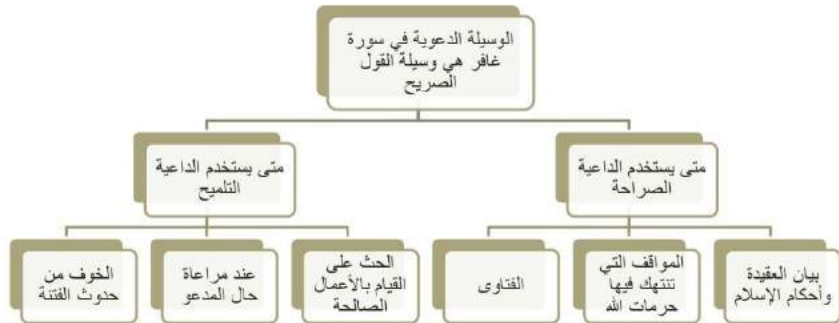 الوسيلة الدعوية في سورة
غافر هي وسيلة القول
الصريح
متى يستخدم الداعية
الصراحة
متى يستخدم الداعية
التلميح
بيان العقيدة
وأحكام الإسلام
المواقف التي
تنتهك فيها
حرمات الله
الفتاوى
الحث على
القيام بالأعمال
الصالحة
عند مراعاة
حال المدعو
الخوف من
حدوث الفتنة